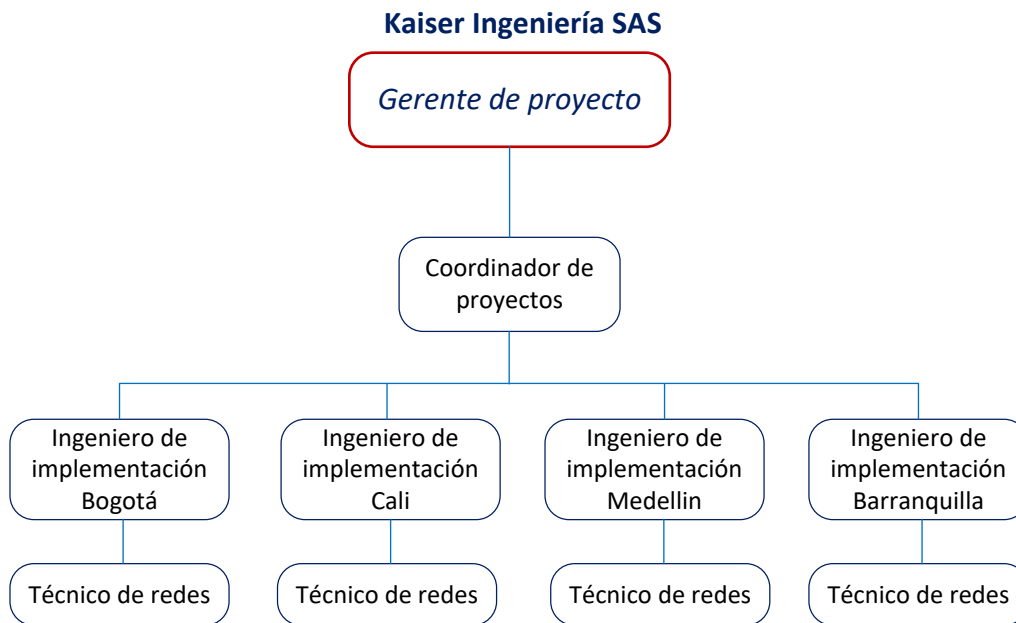 Kaiser Ingeniería SAS
Gerente de proyecto
Coordinador de
proyectos
Ingeniero de
implementación
Bogotá
Ingeniero de
implementación
Cali
Ingeniero de
implementación
Medellin
Ingeniero de
implementación
Barranquilla
Técnico de redes
Técnico de redes
Técnico de redes
Técnico de redes